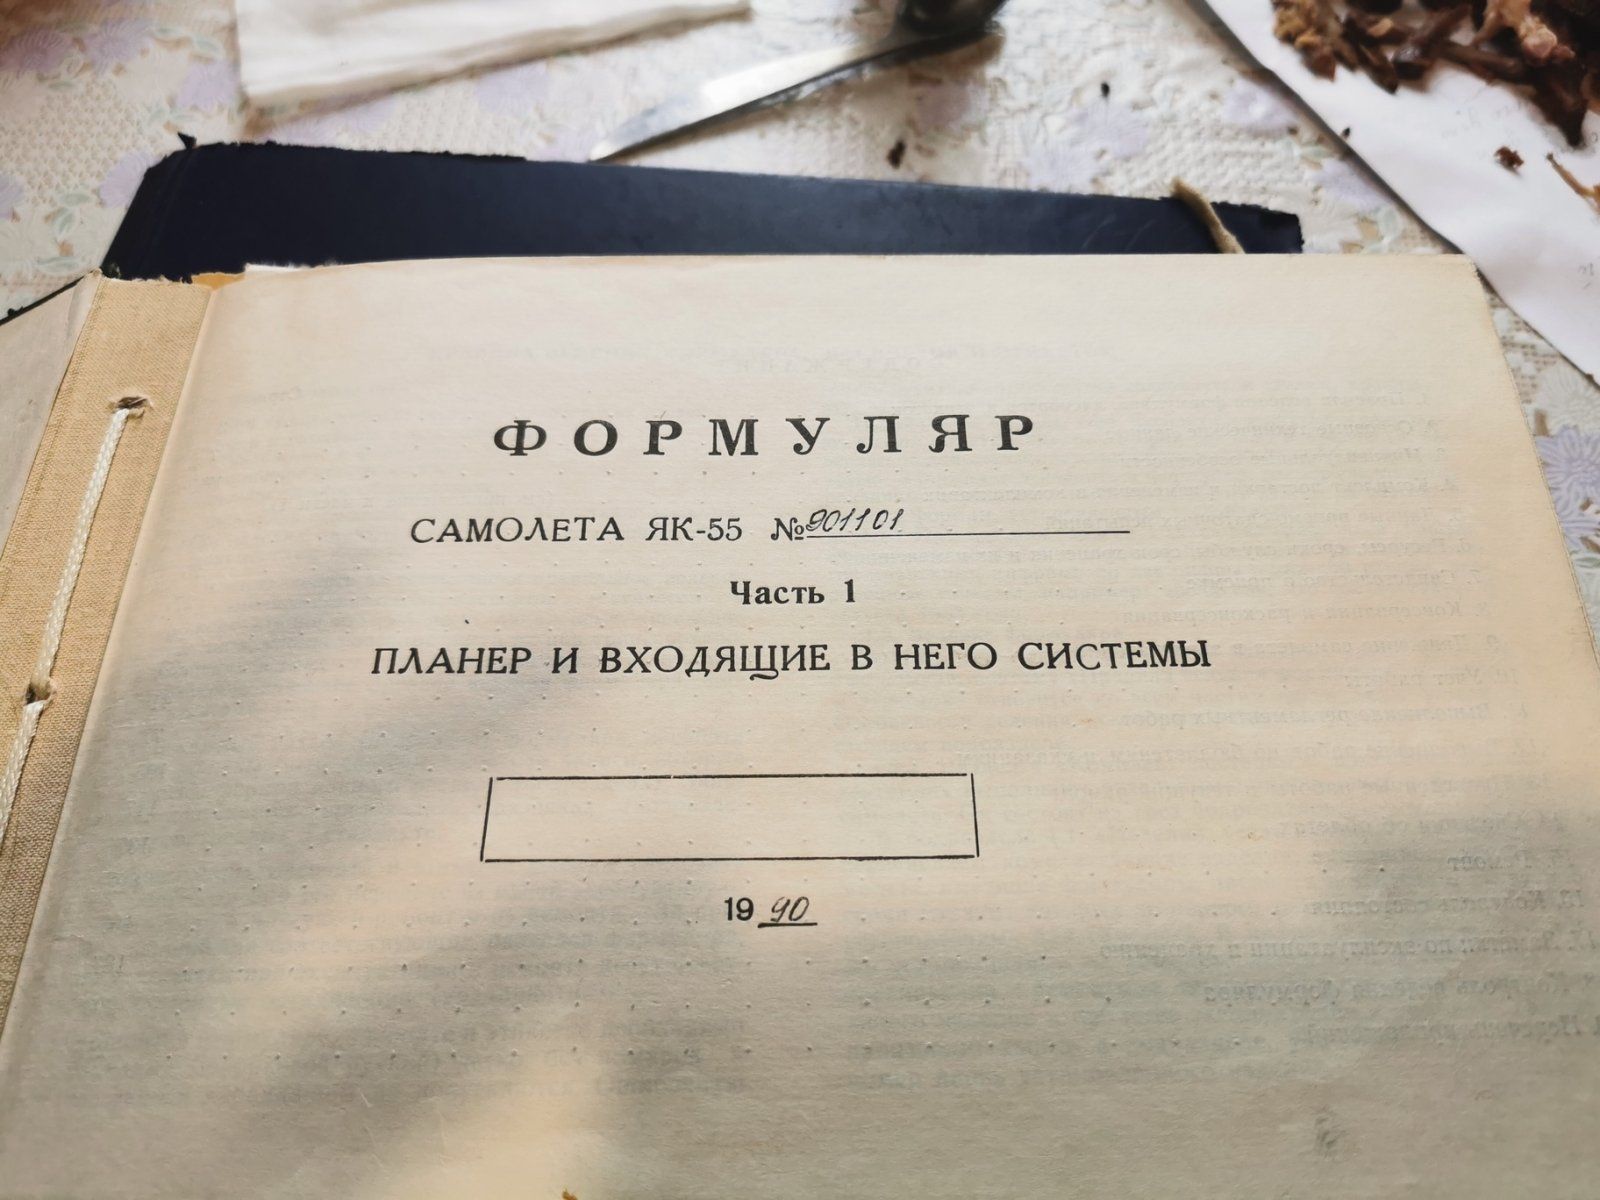 ФОРМУЛЯР
САМОЛЕТА ЯК-55 №901101
Часть 1
ПЛАНЕР И ВХОДЯЩИЕ В НЕГО СИСТЕМЫ
1990